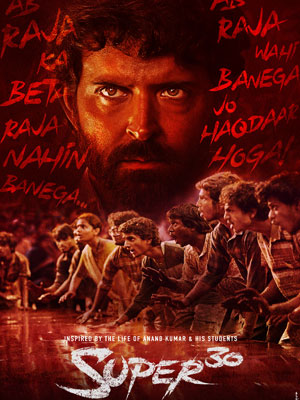 AB
RAJA
KA
BETA
RAJA
NAHIN
BANEGA...
AB
RAJA
WAHI
BANEGA
JO
HAQDAAR
HOGA!
INSPIRED BY THE LIFE OF ANAND KUMAR & HIS STUDENTS
SUPER 30